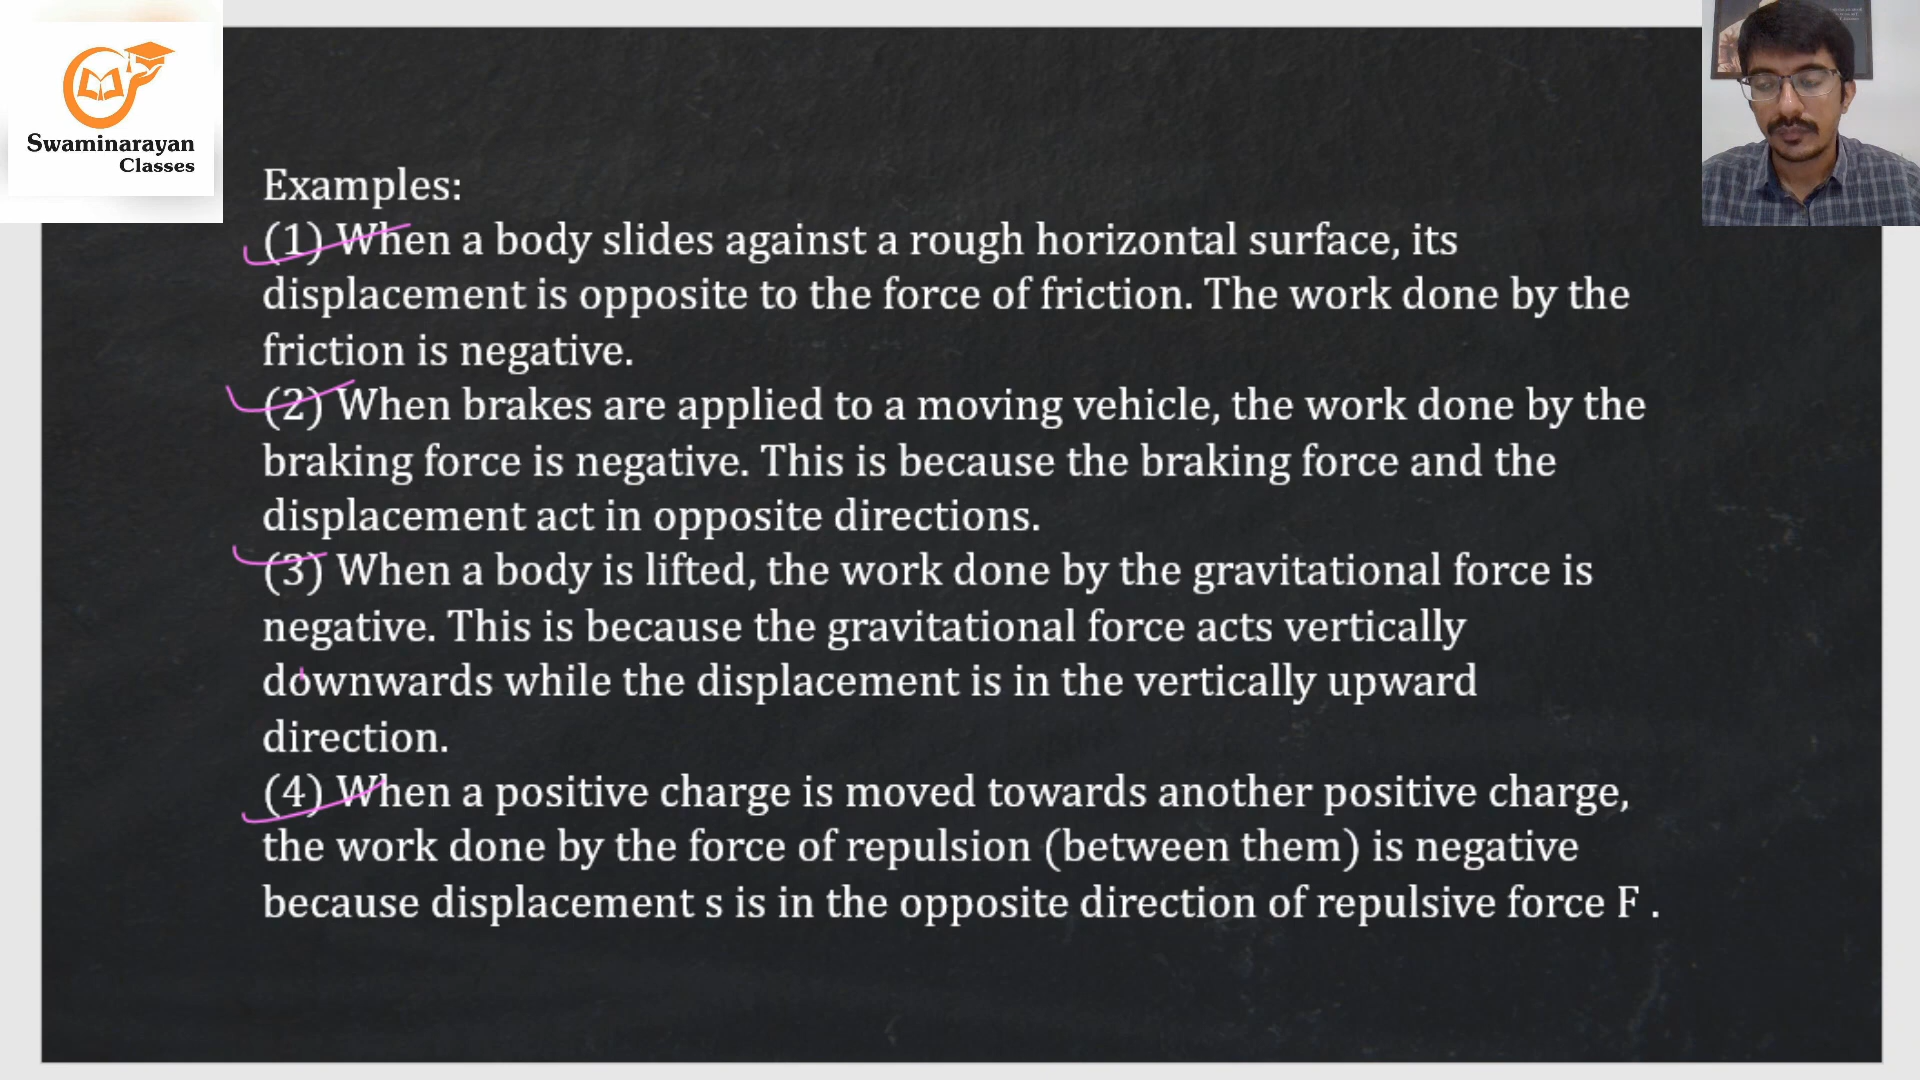 Swaminarayan
Classes
Examples:
(1) When a body slides against a rough horizontal surface, its
displacement is opposite to the force of friction. The work done by the
friction is negative.
(2) When brakes are applied to a moving vehicle, the work done by the
braking force is negative. This is because the braking force and the
displacement act in opposite directions.
(3) When a body is lifted, the work done by the gravitational force is
negative. This is because the gravitational force acts vertically
downwards while the displacement is in the vertically upward
direction.
(4) When a positive charge is moved towards another positive charge,
the work done by the force of repulsion (between them) is negative
because displacement s is in the opposite direction of repulsive force F .